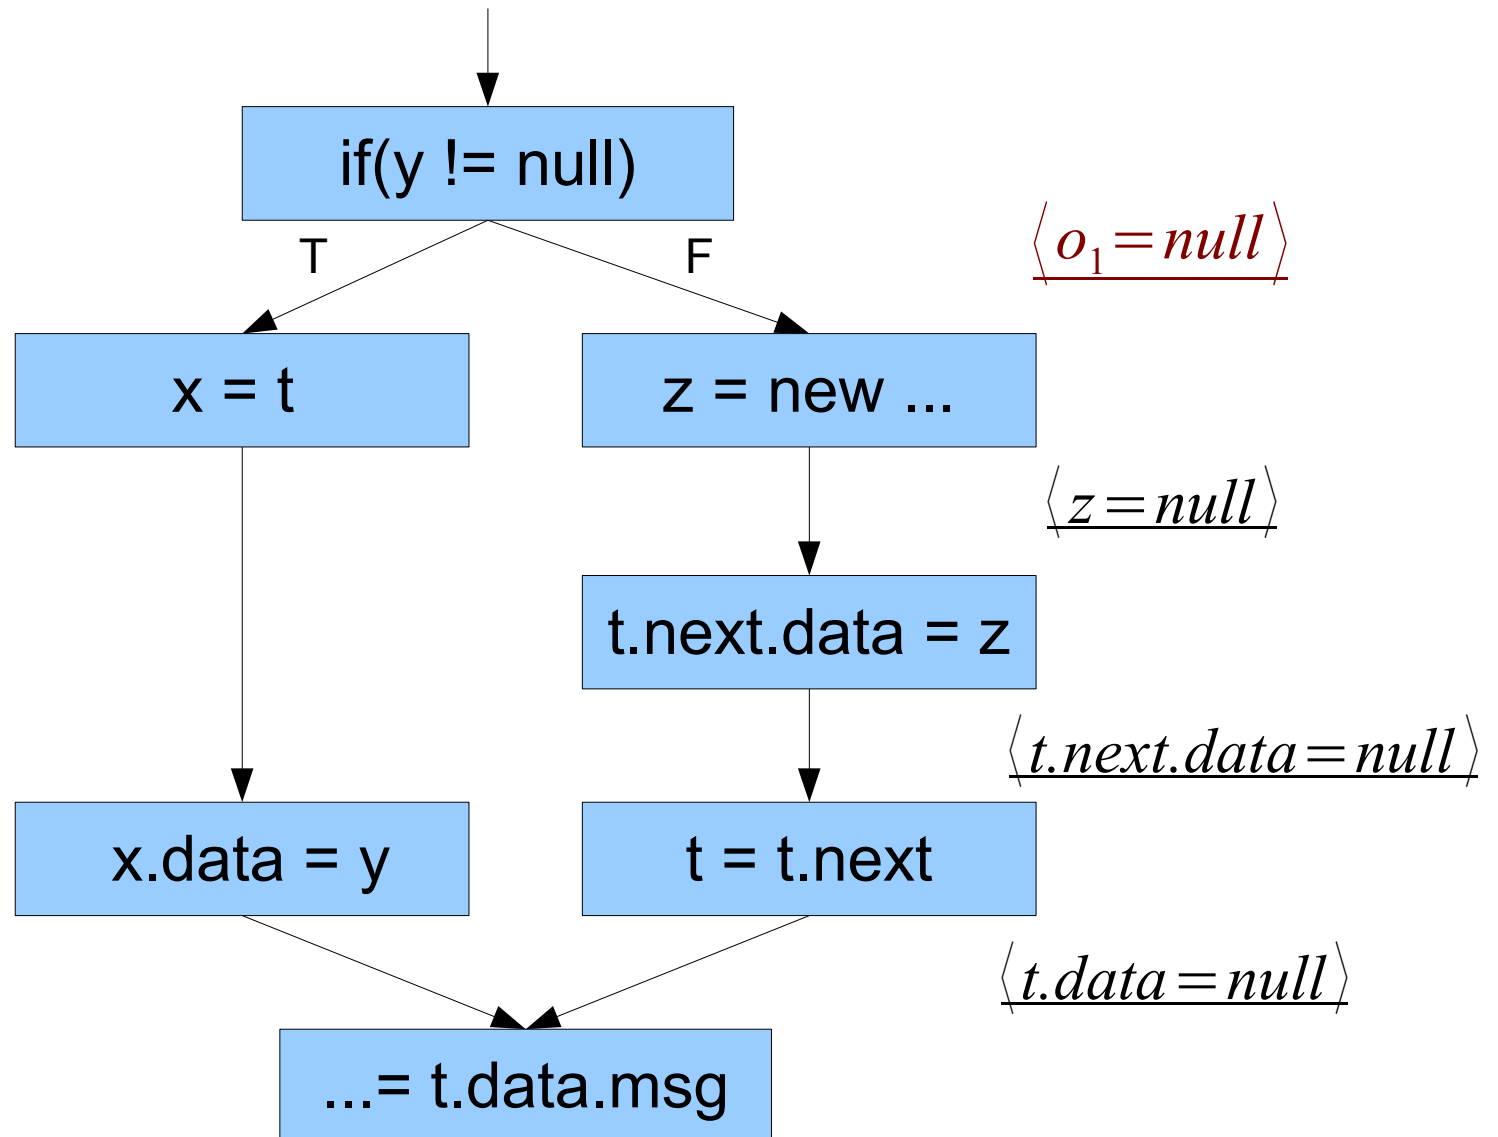 if(y != null)
⟨o₁=null⟩
T
F
x = t
z = new ...
⟨z=null⟩
t.next.data = z
⟨t.next.data=null⟩
x.data = y
t = t.next
⟨t.data=null⟩
...= t.data.msg